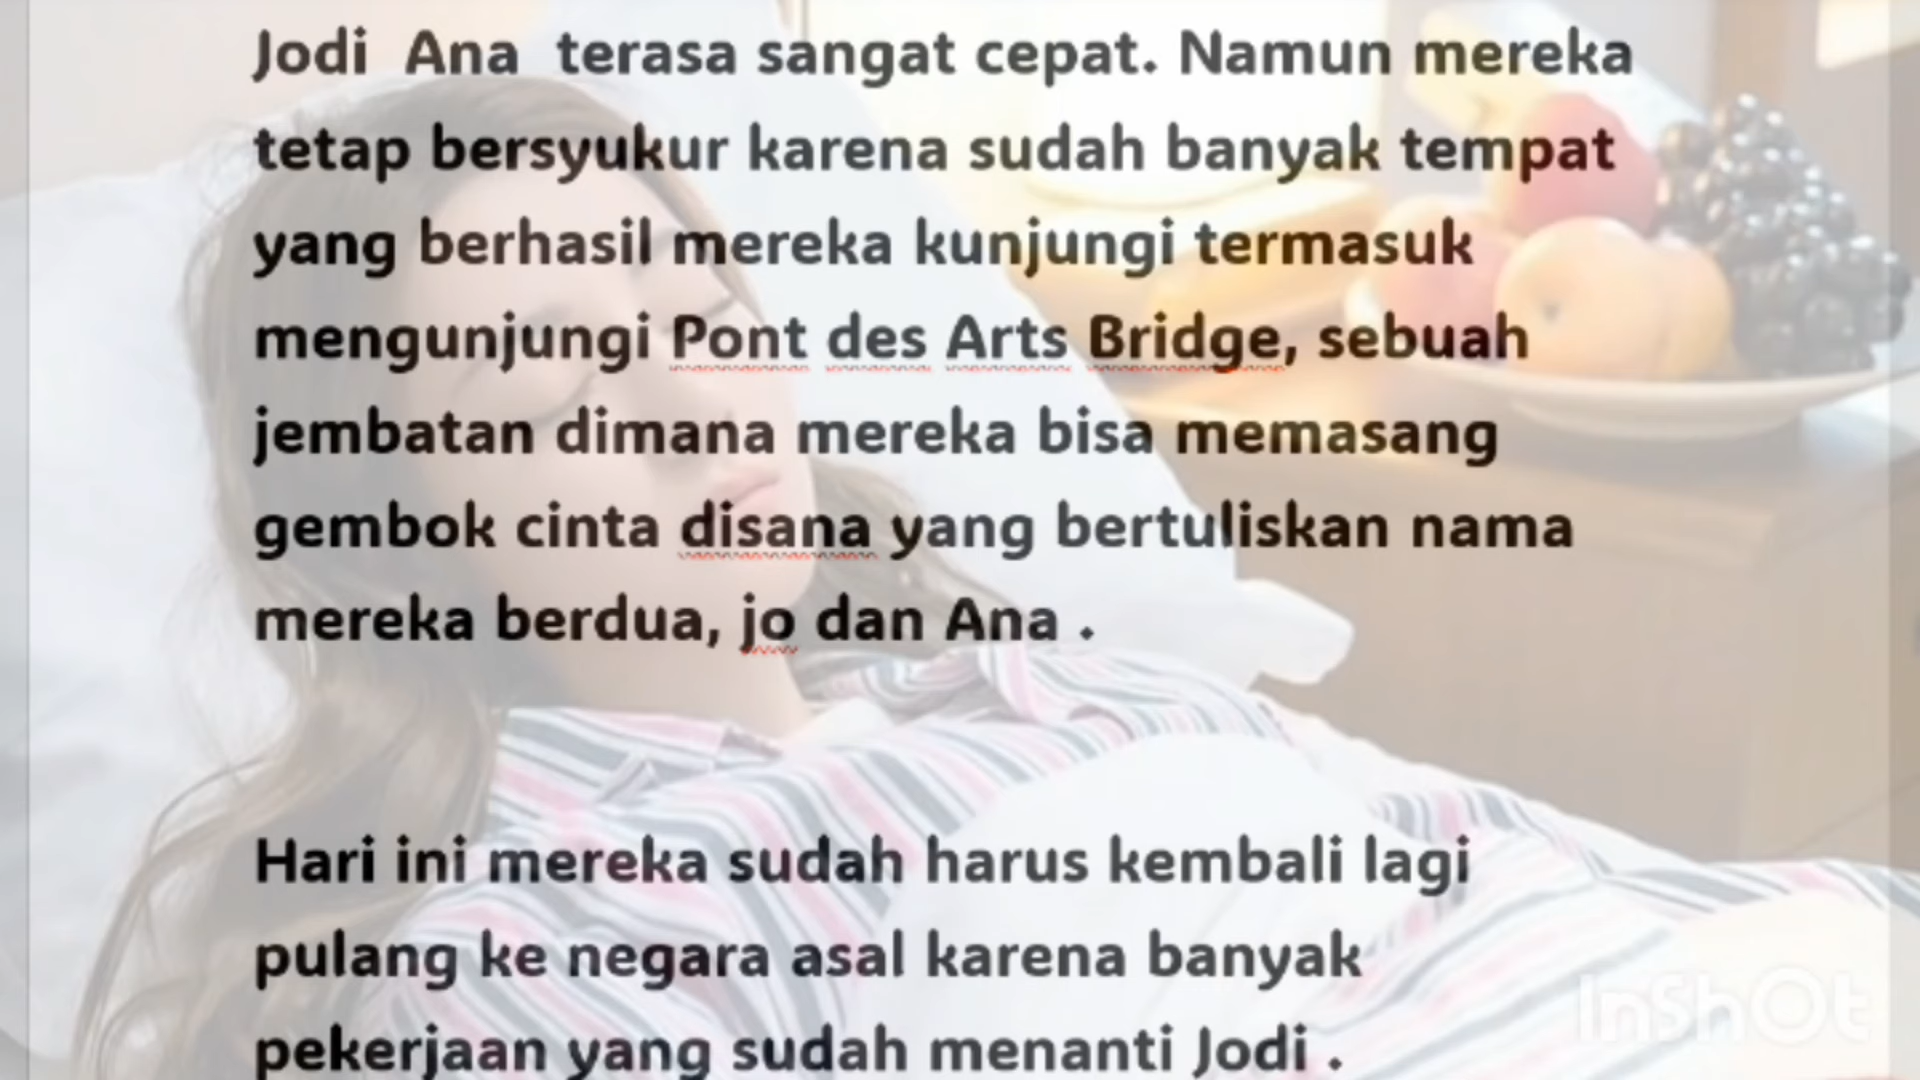 Jodi Ana terasa sangat cepat. Namun mereka
tetap bersyukur karena sudah banyak tempat
yang berhasil mereka kunjungi termasuk
mengunjungi Pont des Arts Bridge, sebuah
jembatan dimana mereka bisa memasang
gembok cinta disana yang bertuliskan nama
mereka berdua, jo dan Ana .
Hari ini mereka sudah harus kembali lagi
pulang ke negara asal karena banyak
pekerjaan yang sudah menanti Jodi .
InShOt